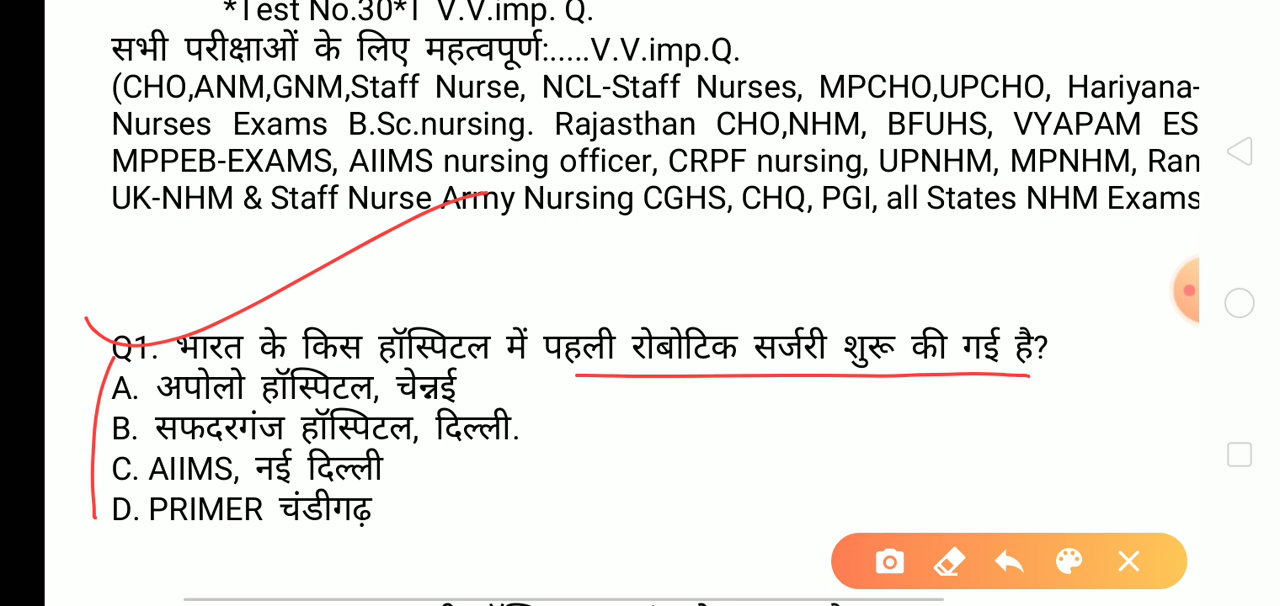 *Test No.30*1 V.V.imp. Q.
सभी परीक्षाओं के लिए महत्वपूर्ण:.....V.V.imp.Q.
(CHO,ANM,GNM,Staff Nurse, NCL-Staff Nurses, MPCHO,UPCHO, Hariyana-
Nurses Exams B.Sc.nursing. Rajasthan CHO,NHM, BFUHS, VYAPAM ES
MPPEB-EXAMS, AIIMS nursing officer, CRPF nursing, UPNHM, MPNHM, Ran
UK-NHM & Staff Nurse Army Nursing CGHS, CHQ, PGI, all States NHM Exams
Q1. भारत के किस हॉस्पिटल में पहली रोबोटिक सर्जरी शुरू की गई है?
A. अपोलो हॉस्पिटल, चेन्नई
B. सफदरगंज हॉस्पिटल, दिल्ली.
C. AIIMS, नई दिल्ली
D. PRIMER चंडीगढ़